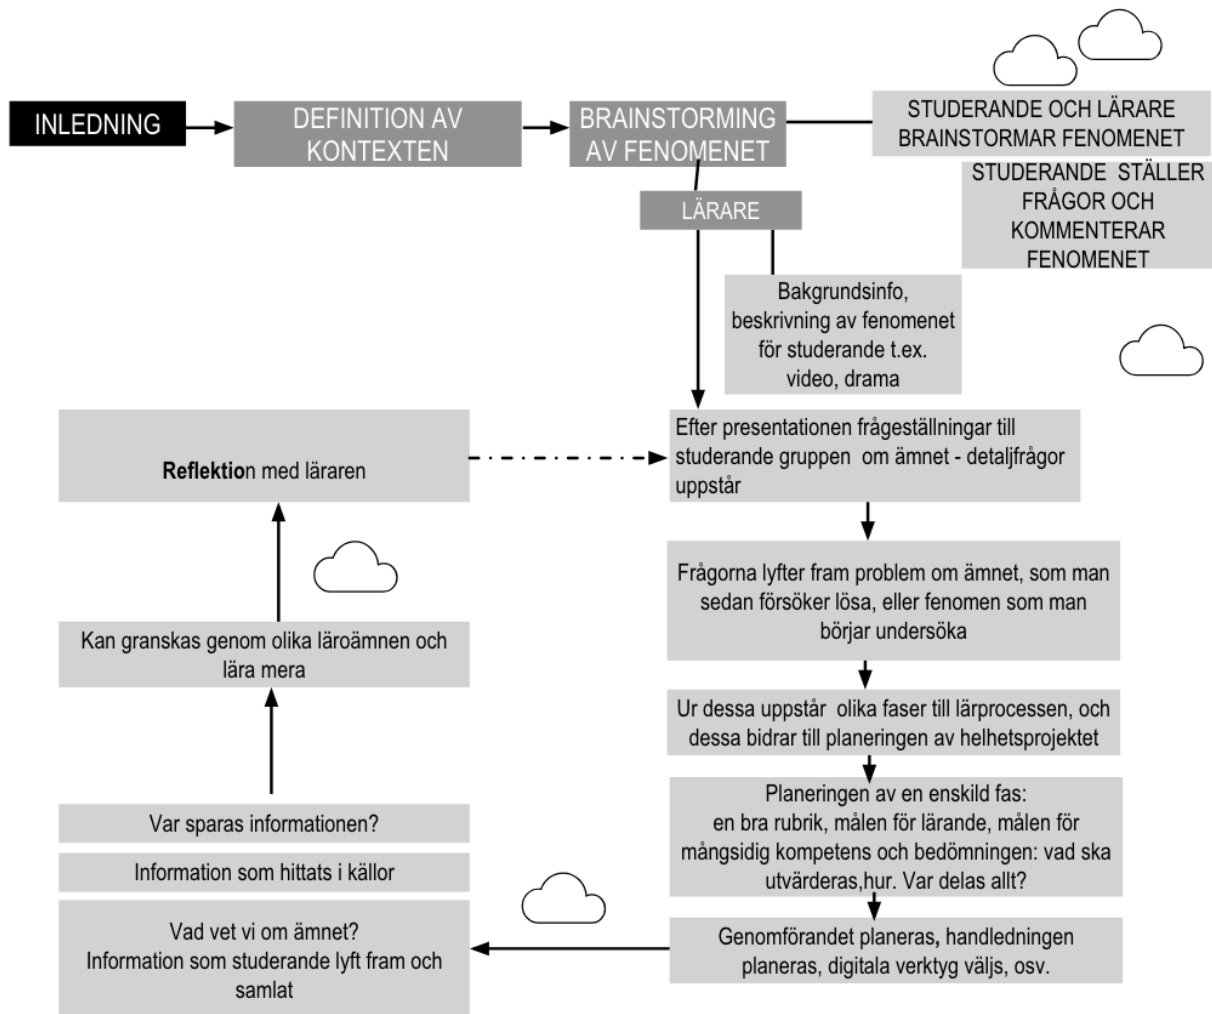 INLEDNING
DEFINITION AV
KONTEXTEN
BRAINSTORMING
AV FENOMENET
STUDERANDE OCH LÄRARE
BRAINSTORMAR FENOMENET
STUDERANDE STÄLLER
FRÅGOR OCH
KOMMENTERAR
FENOMENET
LÄRARE
Bakgrundsinfo,
beskrivning av fenomenet
för studerande t.ex.
video, drama
Efter presentationen frågeställningar till
studerande gruppen om ämnet - detaljfrågor
uppstår
Frågorna lyfter fram problem om ämnet, som man
sedan försöker lösa, eller fenomen som man
börjar undersöka
Ur dessa uppstår olika faser till lärprocessen, och
dessa bidrar till planeringen av helhetsprojektet
Planeringen av en enskild fas:
en bra rubrik, målen för lärande, målen för
mångsidig kompetens och bedömningen: vad ska
utvärderas,hur. Var delas allt?
Genomförandet planeras, handledningen
planeras, digitala verktyg väljs, osv.
Vad vet vi om ämnet?
Information som studerande lyft fram och
samlat
Information som hittats i källor
Var sparas informationen?
Kan granskas genom olika läroämnen och
lära mera
Reflektion med läraren